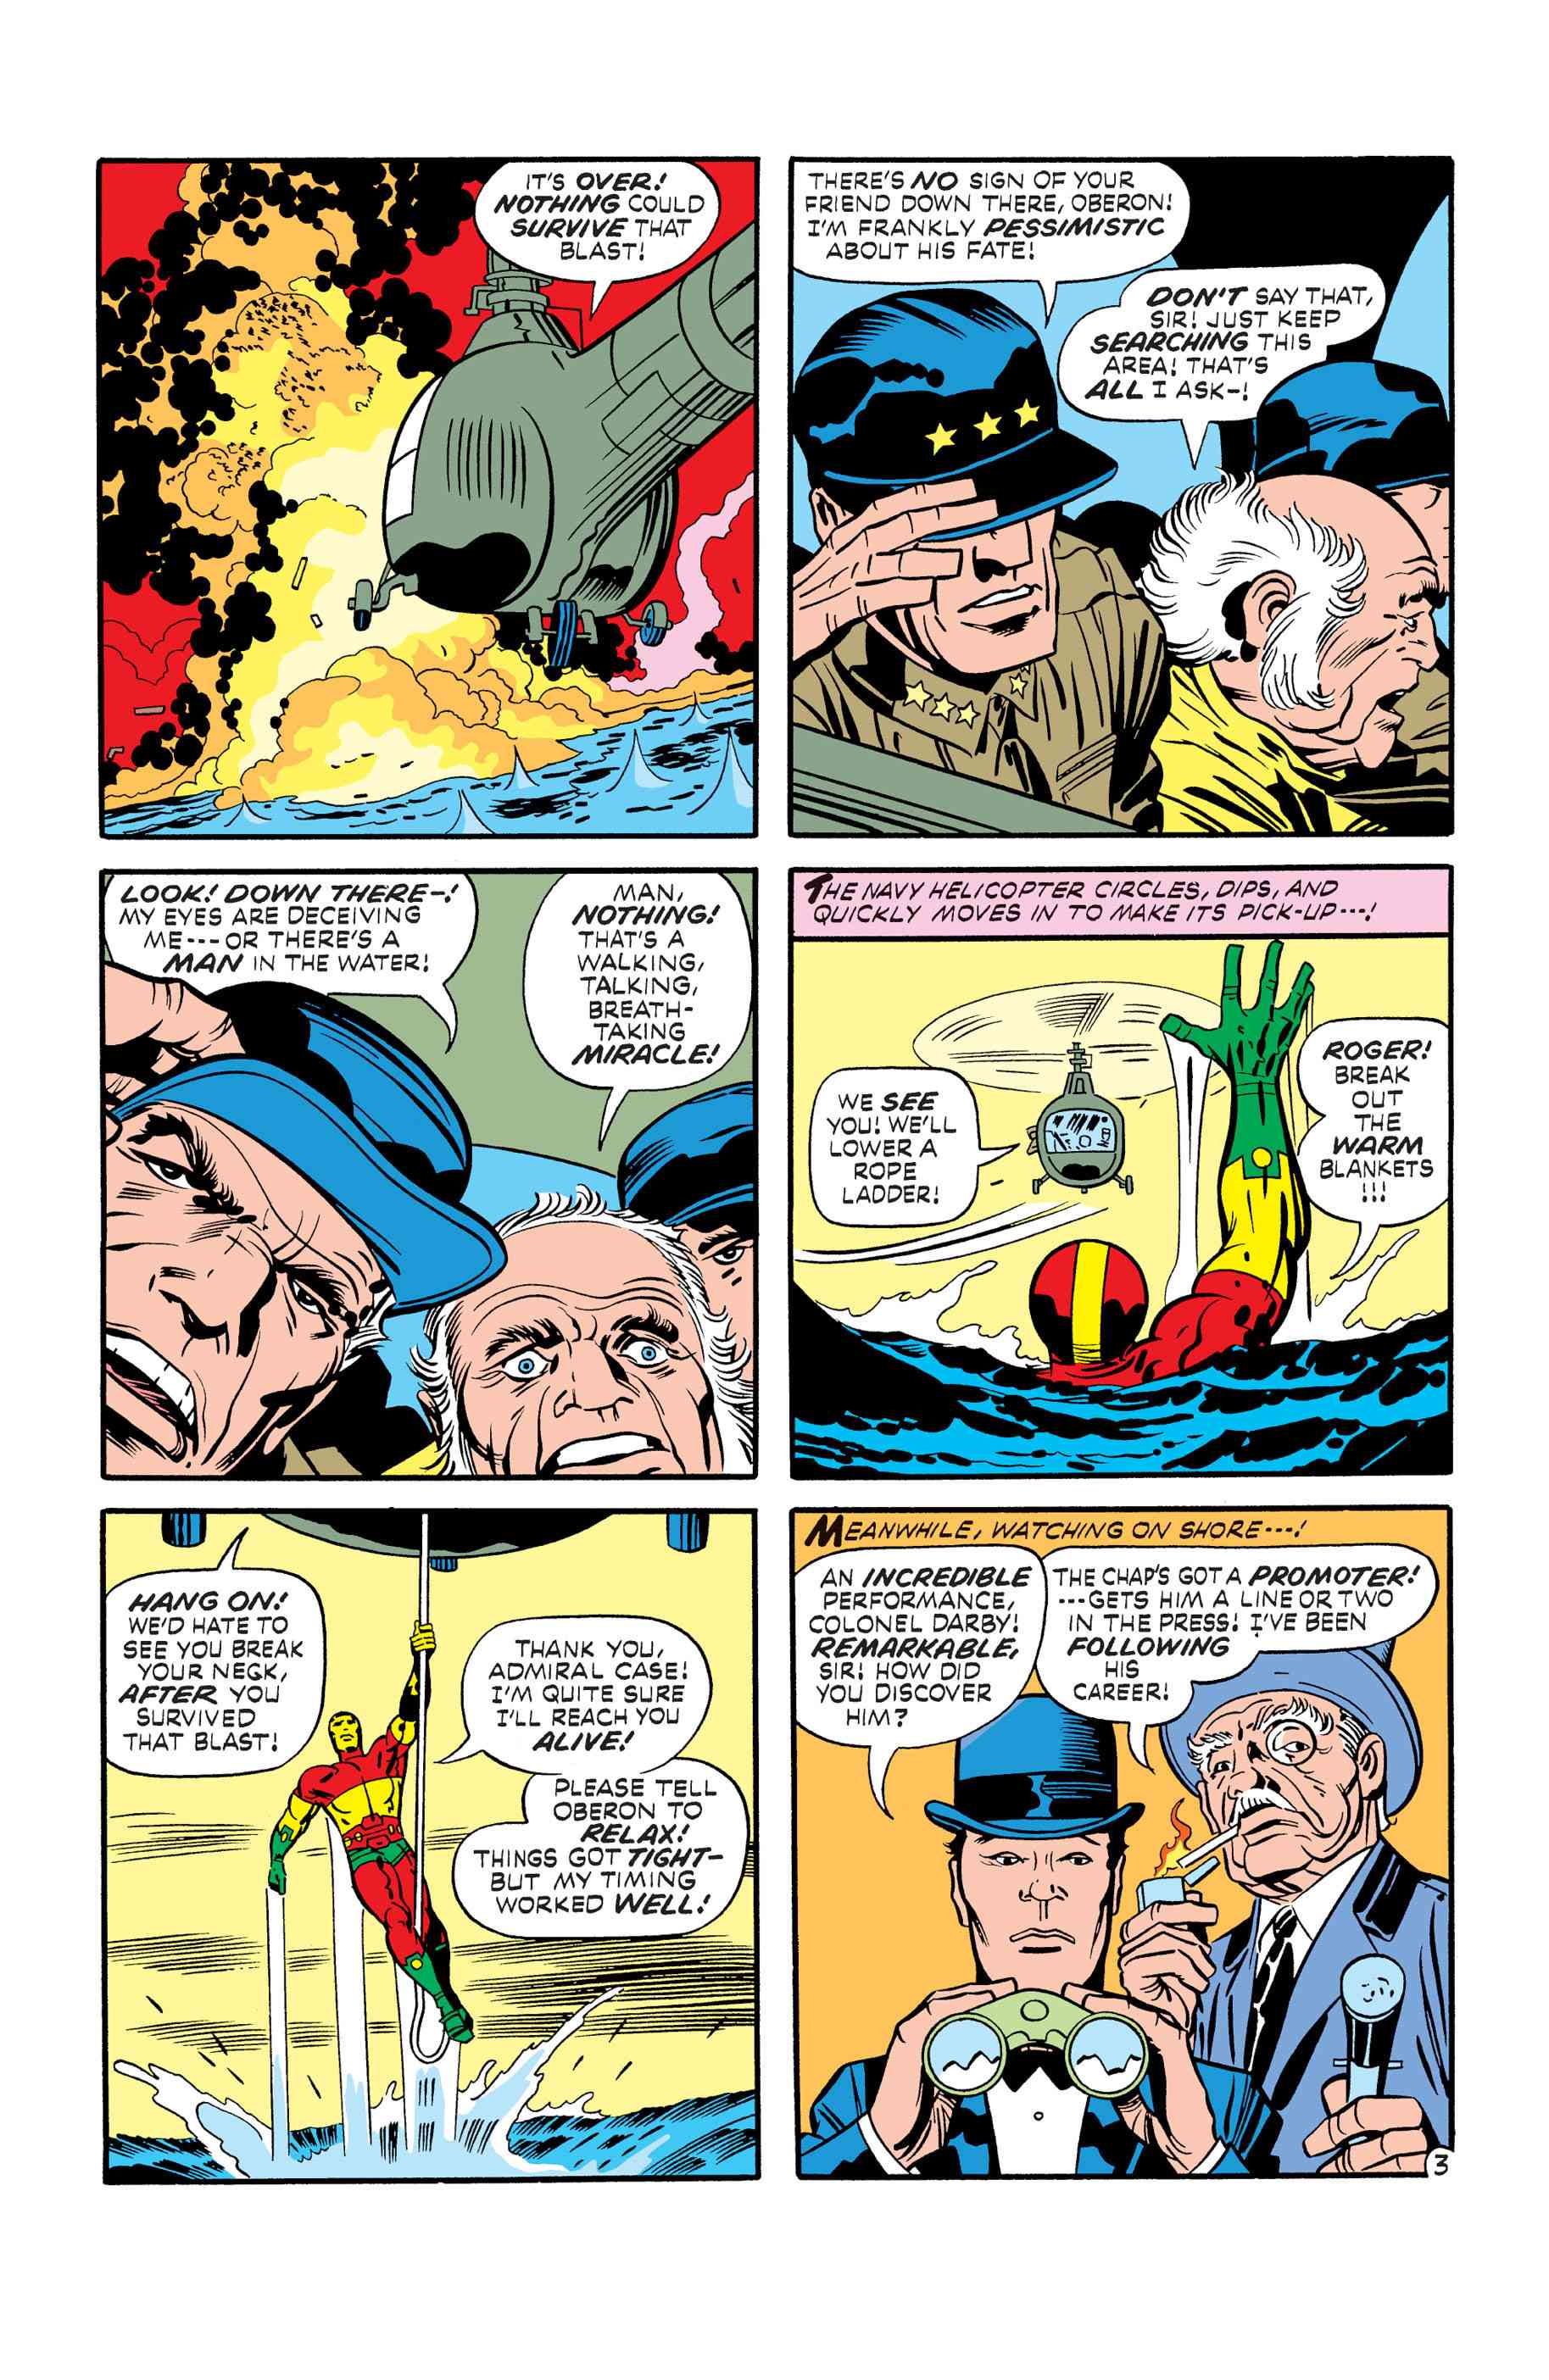 IT'S OVER!
NOTHING COULD
SURVIVE THAT
BLAST!
THERE'S NO SIGN OF YOUR
FRIEND DOWN THERE, OBERON!
I'M FRANKLY PESSIMISTIC
ABOUT HIS FATE!
DON'T SAY THAT,
SIR! JUST KEEP
SEARCHING THIS
AREA! THAT'S
ALL I ASK-!
LOOK! DOWN THERE-!
MY EYES ARE DECEIVING
ME---OR THERE'S A
MAN IN THE WATER!
MAN,
NOTHING!
THAT'S A
WALKING,
TALKING,
BREATH-
TAKING
MIRACLE!
THE NAVY HELICOPTER CIRCLES, DIPS, AND
QUICKLY MOVES IN TO MAKE ITS PICK-UP---!
WE SEE
YOU! WE'LL
LOWER A
ROPE
LADDER!
ROGER!
BREAK
OUT
THE
WARM
BLANKETS
!!!
HANG ON!
WE'D HATE TO
SEE YOU BREAK
YOUR NECK,
AFTER YOU
SURVIVED
THAT BLAST!
THANK YOU,
ADMIRAL CASE!
I'M QUITE SURE
I'LL REACH YOU
ALIVE!
PLEASE TELL
OBERON TO
RELAX!
THINGS GOT TIGHT-
BUT MY TIMING
WORKED WELL!
MEANWHILE, WATCHING ON SHORE---!
AN INCREDIBLE
PERFORMANCE,
COLONEL DARBY!
REMARKABLE,
SIR! HOW DID
YOU DISCOVER
HIM?
THE CHAP'S GOT A PROMOTER!
---GETS HIM A LINE OR TWO
IN THE PRESS! I'VE BEEN
FOLLOWING
HIS
CAREER!
3